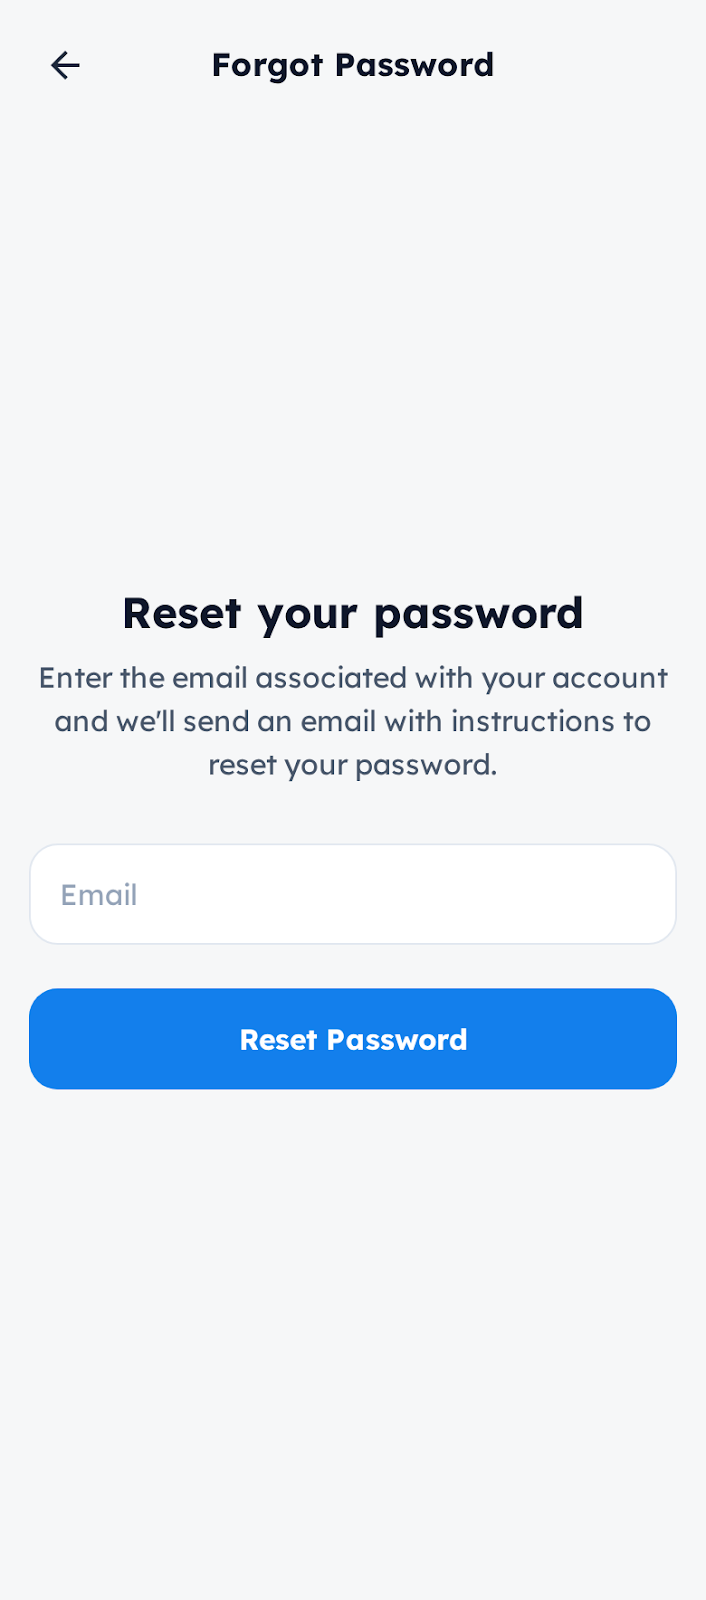 Forgot Password
Reset your password
Enter the email associated with your account
and we'll send an email with instructions to
reset your password.
Email
Reset Password